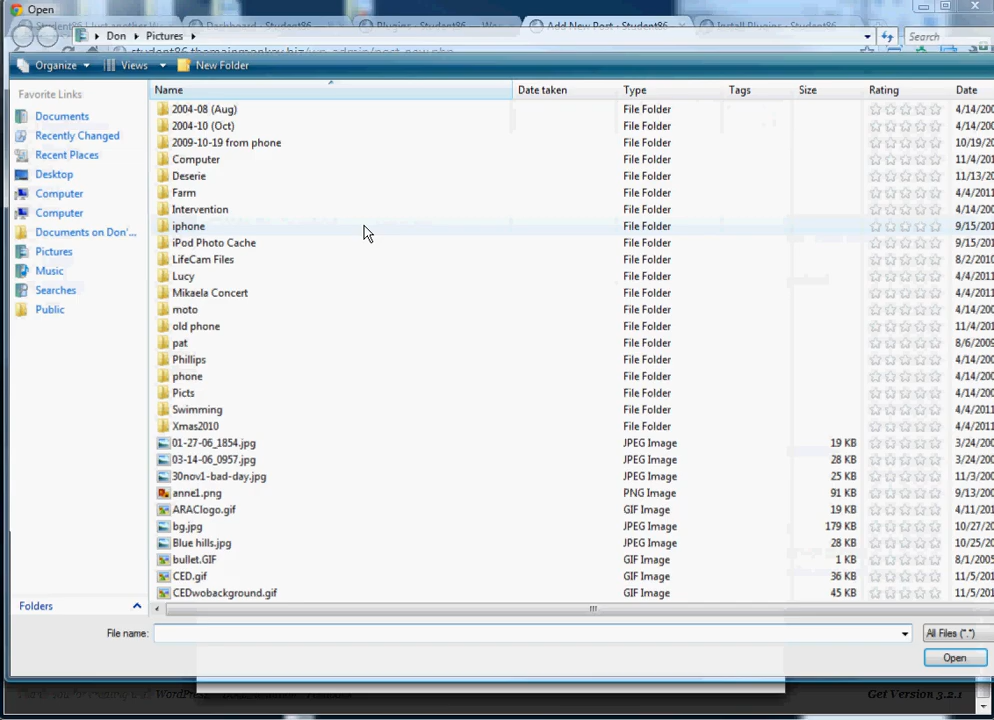 Open
Dashboard - Student86
Add New Post - Student86
Install Plugins - Student86
Don Pictures
Search
Organize Views New Folder
Favorite Links
Documents
Recently Changed
Recent Places
Desktop
Computer
Computer
Documents on Don'...
Pictures
Music
Searches
Public
Folders
Name Date taken Type Tags Size Rating Date
2004-08 (Aug) File Folder 4/14/200
2004-10 (Oct) File Folder 4/14/200
2009-10-19 from phone File Folder 10/19/20
Computer File Folder 11/4/201
Deserie File Folder 11/13/20
Farm File Folder 4/4/2011
Intervention File Folder 4/14/200
iphone File Folder 9/15/201
iPod Photo Cache File Folder 9/15/201
LifeCam Files File Folder 8/2/2010
Lucy File Folder 4/4/2011
Mikaela Concert File Folder 4/4/2011
moto File Folder 4/14/200
old phone File Folder 11/4/201
pat File Folder 8/6/2009
Phillips File Folder 4/14/200
phone File Folder 4/14/200
Picts File Folder 4/14/200
Swimming File Folder 4/4/2011
Xmas2010 File Folder 4/4/2011
01-27-06_1854.jpg JPEG Image 19 KB 3/24/200
03-14-06_0957.jpg JPEG Image 28 KB 3/24/200
30nov1-bad-day.jpg JPEG Image 25 KB 11/3/200
anne1.png PNG Image 91 KB 9/13/200
ARAClogo.gif GIF Image 19 KB 4/11/201
bg.jpg JPEG Image 179 KB 10/27/20
Blue hills.jpg JPEG Image 28 KB 10/25/20
bullet.GIF GIF Image 1 KB 8/1/2005
CED.gif GIF Image 36 KB 11/5/201
CEDwobackground.gif GIF Image 45 KB 11/5/201
File name: All Files (*.*)
Open
Get Version 3.2.1